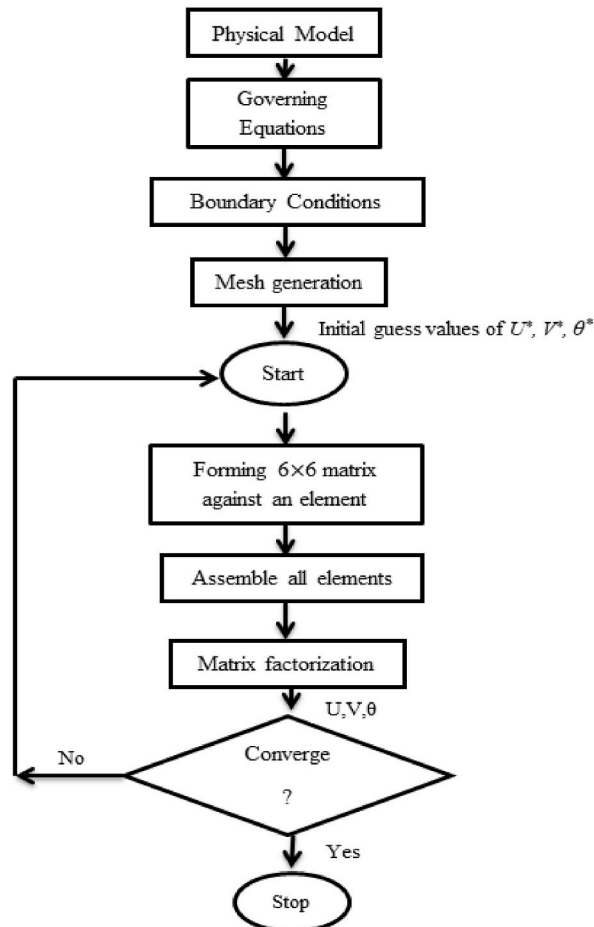 Physical Model
Governing
Equations
Boundary Conditions
Mesh generation
Initial guess values of U*, V*, θ*
Start
Forming 6×6 matrix
against an element
Assemble all elements
Matrix factorization
U,V,θ
Converge
?
No
Yes
Stop